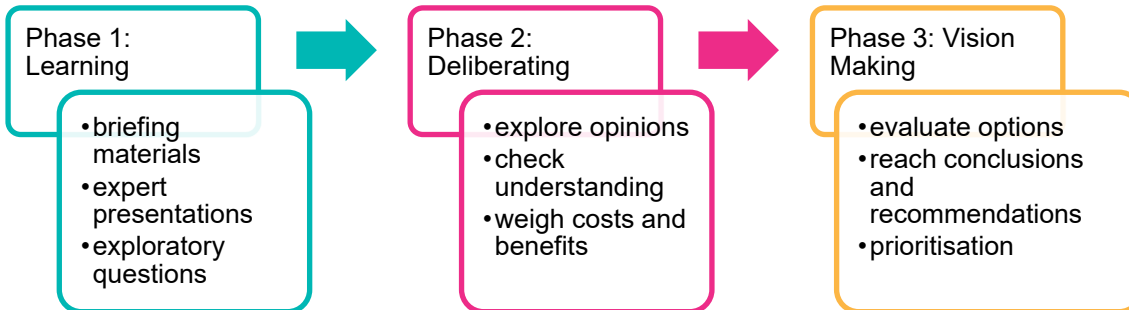 Phase 1:
Learning
•briefing
materials
•expert
presentations
•exploratory
questions
Phase 2:
Deliberating
•explore opinions
•check
understanding
•weigh costs and
benefits
Phase 3: Vision
Making
•evaluate options
•reach conclusions
and
recommendations
•prioritisation